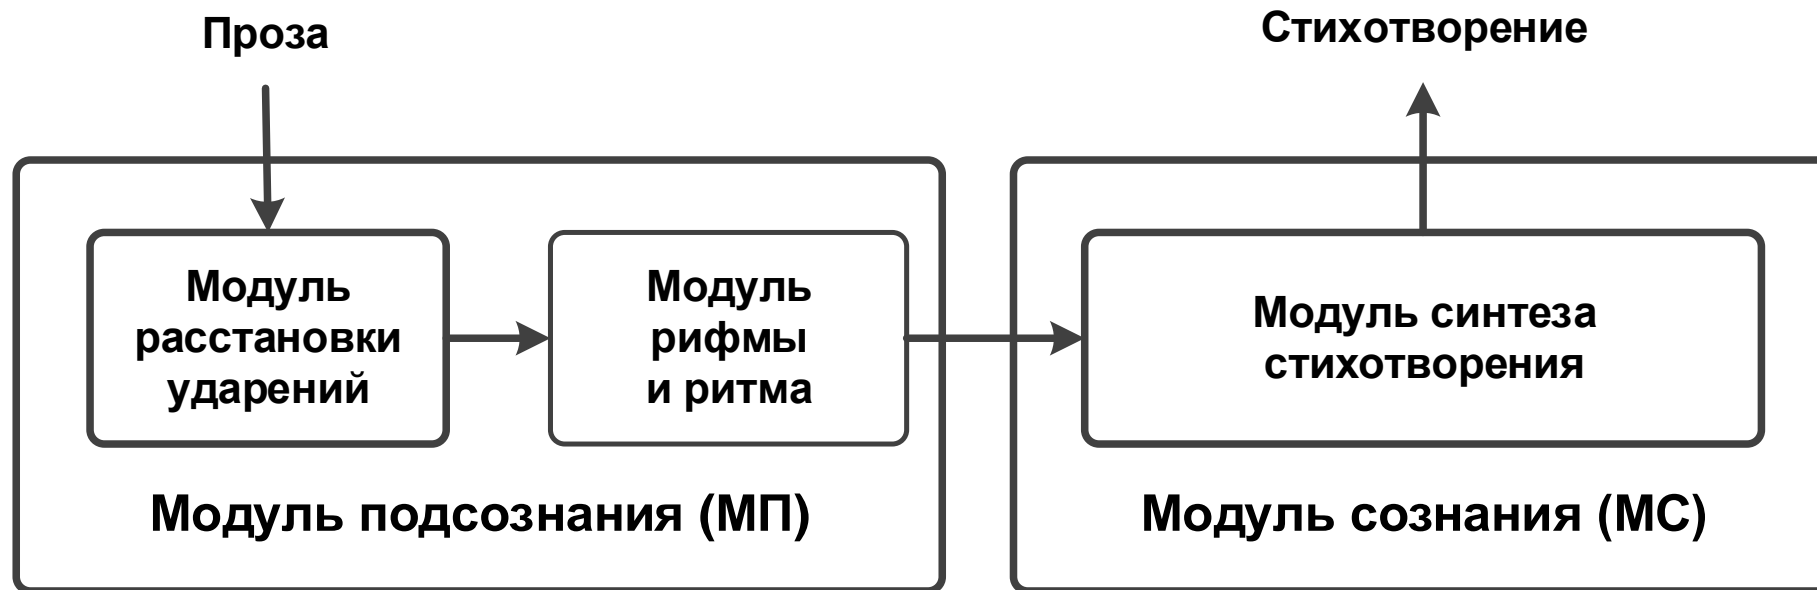 Проза
Стихотворение
Модуль
расстановки
ударений
Модуль
рифмы
и ритма
Модуль синтеза
стихотворения
Модуль подсознания (МП)
Модуль сознания (МС)